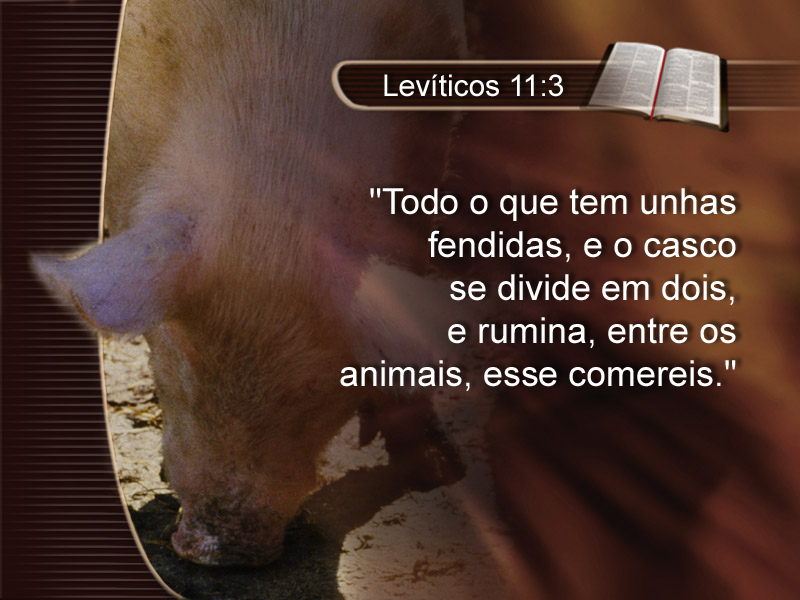 Levíticos 11:3
"Todo o que tem unhas
fendidas, e o casco
se divide em dois,
e rumina, entre os
animais, esse comereis."